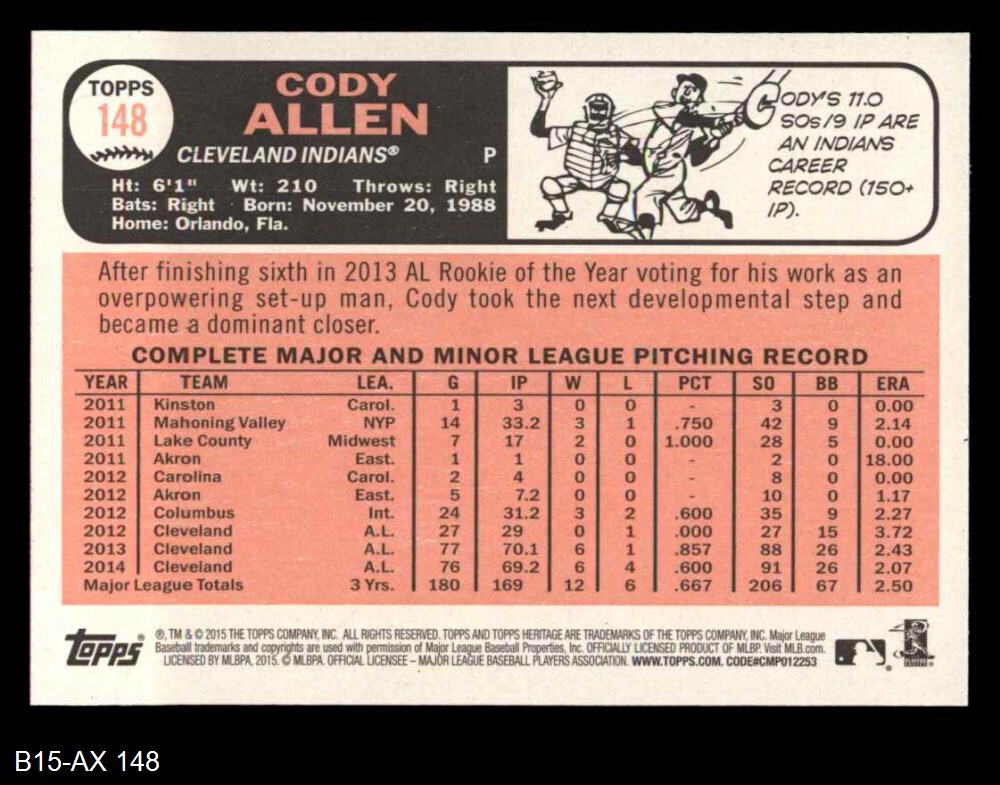 TOPPS
148
CODY
ALLEN
CLEVELAND INDIANS® P
Ht: 6'1" Wt: 210 Throws: Right
Bats: Right Born: November 20, 1988
Home: Orlando, Fla.
CODY'S 11.0
SOs/9 IP ARE
AN INDIANS
CAREER
RECORD (150+
IP).
After finishing sixth in 2013 AL Rookie of the Year voting for his work as an
overpowering set-up man, Cody took the next developmental step and
became a dominant closer.
COMPLETE MAJOR AND MINOR LEAGUE PITCHING RECORD
YEAR TEAM LEA. G IP W L PCT SO BB ERA
2011 Kinston Carol. 1 3 0 0 - 3 0 0.00
2011 Mahoning Valley NYP 14 33.2 3 1 .750 42 9 2.14
2011 Lake County Midwest 7 17 2 0 1.000 28 5 0.00
2011 Akron East. 1 1 0 0 - 2 0 18.00
2012 Carolina Carol. 2 4 0 0 - 8 0 0.00
2012 Akron East. 5 7.2 0 0 - 10 0 1.17
2012 Columbus Int. 24 31.2 3 2 .600 35 9 2.27
2012 Cleveland A.L. 27 29 0 1 .000 27 15 3.72
2013 Cleveland A.L. 77 70.1 6 1 .857 88 26 2.43
2014 Cleveland A.L. 76 69.2 6 4 .600 91 26 2.07
Major League Totals 3 Yrs. 180 169 12 6 .667 206 67 2.50
topps ®, TM & © 2015 THE TOPPS COMPANY, INC. ALL RIGHTS RESERVED. TOPPS AND TOPPS HERITAGE ARE TRADEMARKS OF THE TOPPS COMPANY, INC. Major League
Baseball trademarks and copyrights are used with permission of Major League Baseball Properties, Inc. OFFICIALLY LICENSED PRODUCT OF MLBP. Visit MLB.com.
LICENSED BY MLBPA, 2015. © MLBPA. OFFICIAL LICENSEE – MAJOR LEAGUE BASEBALL PLAYERS ASSOCIATION. WWW.TOPPS.COM. CODE#CMP012253
B15-AX 148